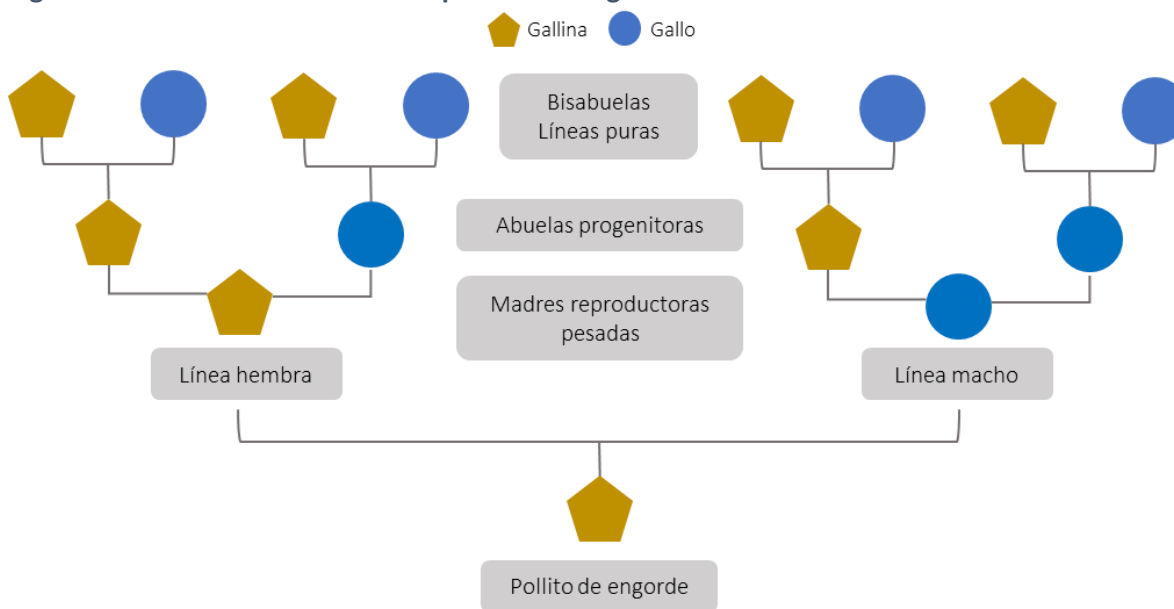 Gallina
Gallo
Bisabuelas
Líneas puras
Abuelas progenitoras
Madres reproductoras
pesadas
Línea hembra
Línea macho
Pollito de engorde